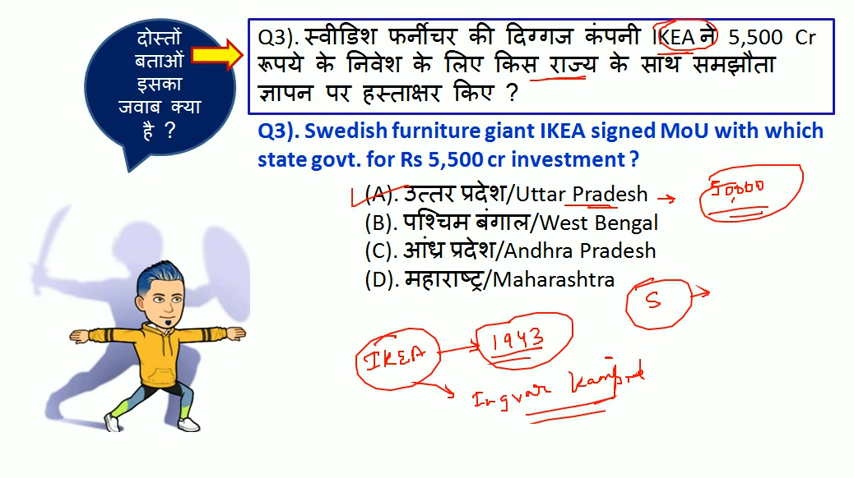 दोस्तों
बताओं
इसका
जवाब क्या
है ?
Q3). स्वीडिश फर्नीचर की दिग्गज कंपनी IKEA ने 5,500 Cr
रूपये के निवेश के लिए किस राज्य के साथ समझौता
ज्ञापन पर हस्ताक्षर किए ?
Q3). Swedish furniture giant IKEA signed MoU with which
state govt. for Rs 5,500 cr investment ?
(A). उत्तर प्रदेश/Uttar Pradesh
50,000
(B). पश्चिम बंगाल/West Bengal
(C). आंध्र प्रदेश/Andhra Pradesh
(D). महाराष्ट्र/Maharashtra
S
IKEA
1943
Ingvar